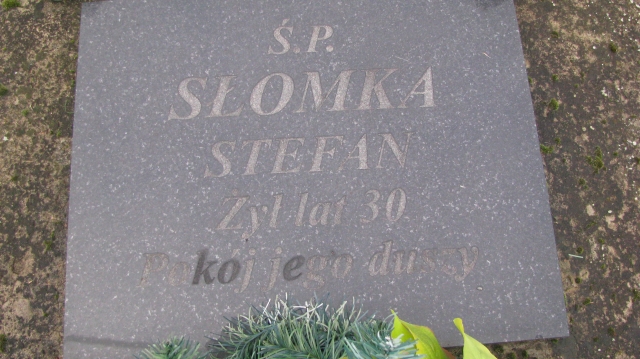 Ś.P.
SŁOMKA
STEFAN
Żył lat 30
Pokój jego duszy